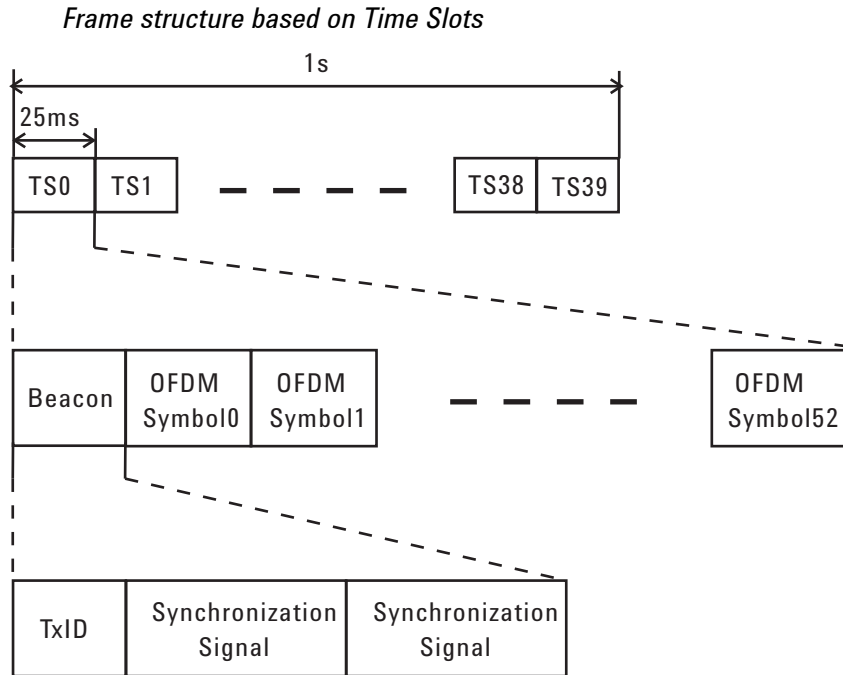 Frame structure based on Time Slots
1s
25ms
TS0 TS1 TS38 TS39
Beacon OFDM Symbol0 OFDM Symbol1 OFDM Symbol52
TxID Synchronization Signal Synchronization Signal